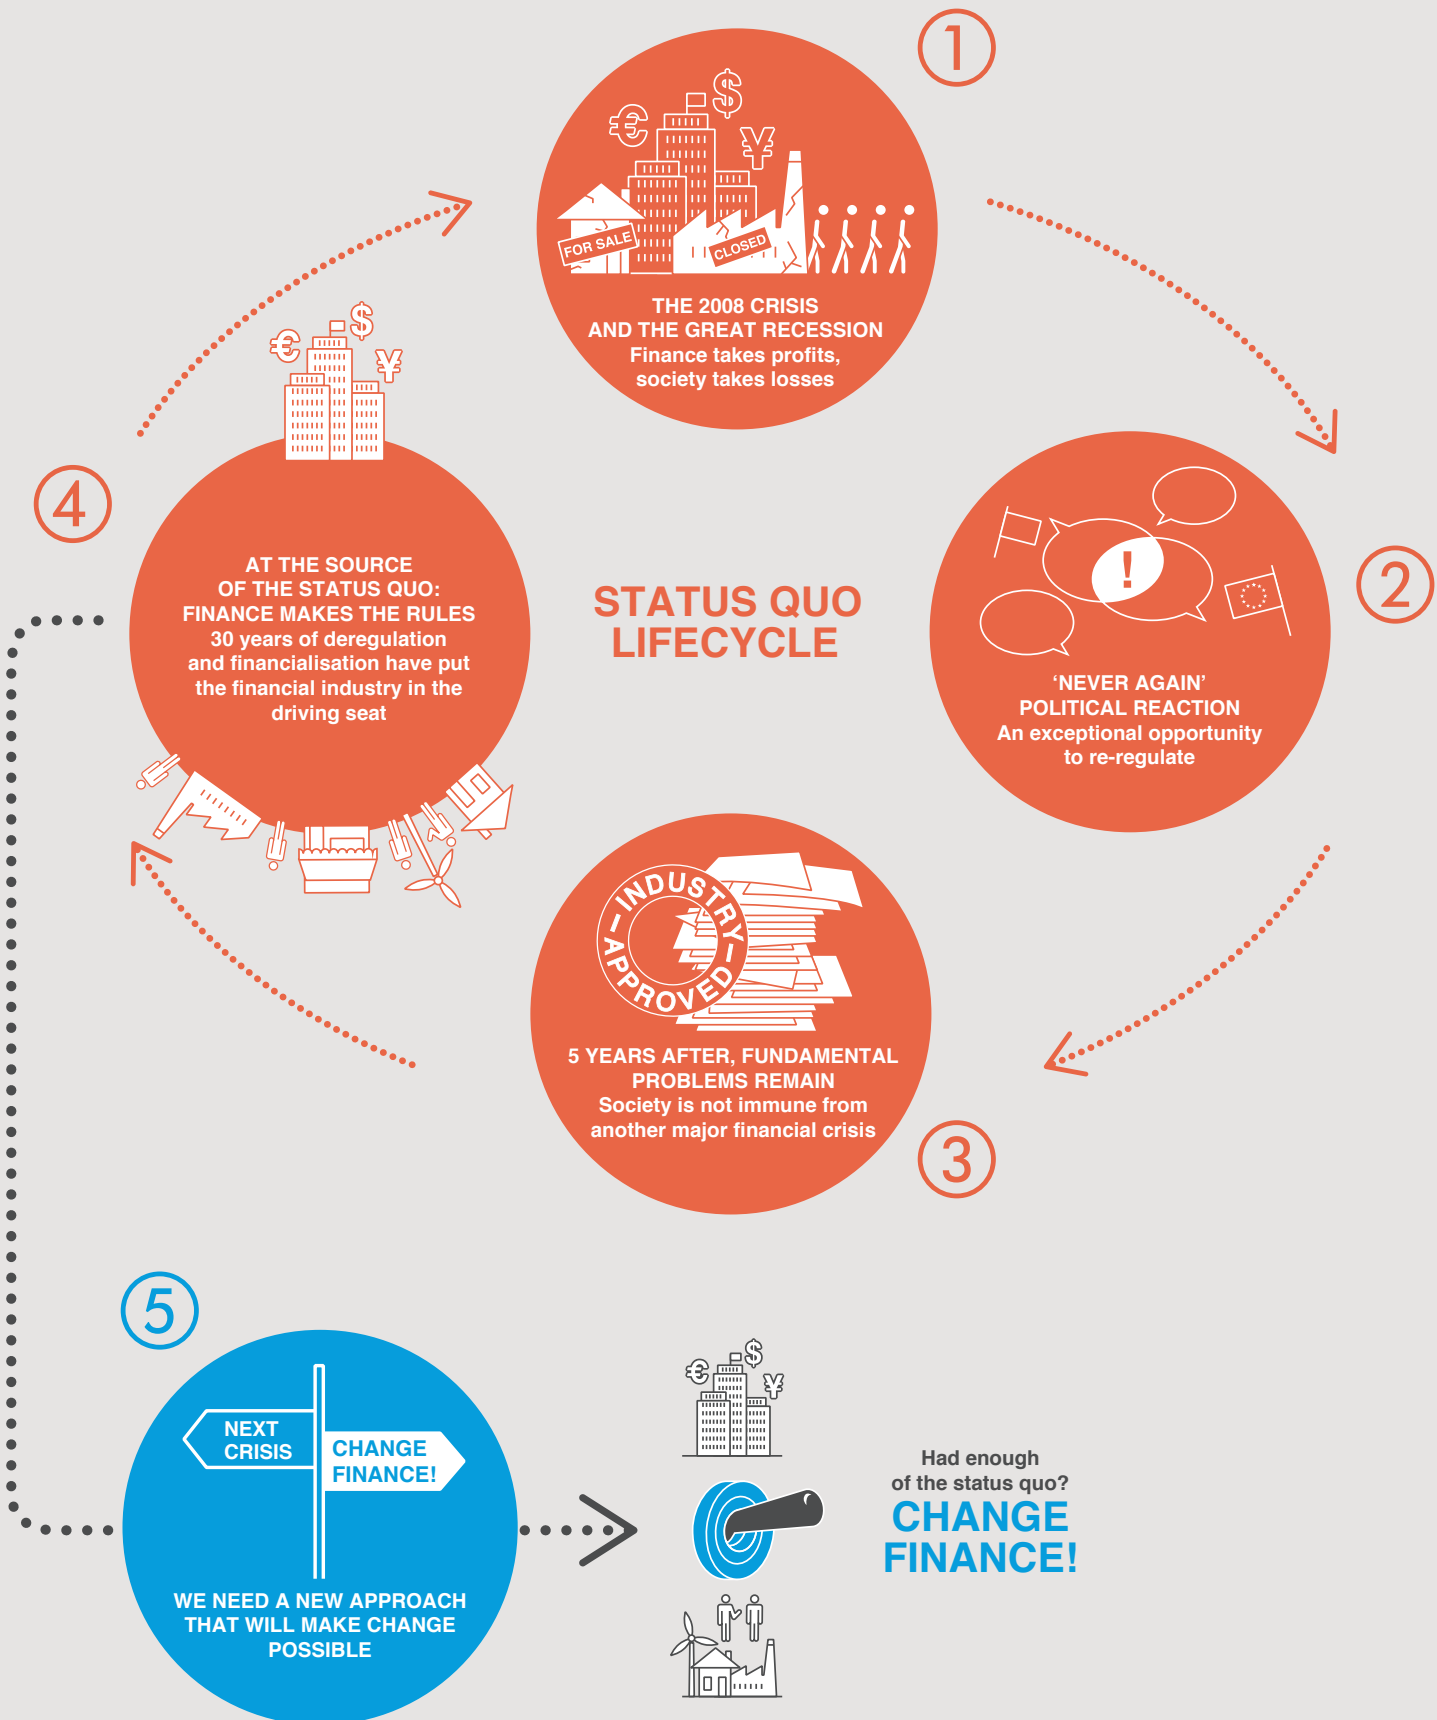 1
€
$
¥
FOR SALE
CLOSED
THE 2008 CRISIS
AND THE GREAT RECESSION
Finance takes profits,
society takes losses
2
!
‘NEVER AGAIN’
POLITICAL REACTION
An exceptional opportunity
to re-regulate
STATUS QUO
LIFECYCLE
INDUSTRY
APPROVED
5 YEARS AFTER, FUNDAMENTAL
PROBLEMS REMAIN
Society is not immune from
another major financial crisis
3
4
€
$
¥
AT THE SOURCE
OF THE STATUS QUO:
FINANCE MAKES THE RULES
30 years of deregulation
and financialisation have put
the financial industry in the
driving seat
5
NEXT
CRISIS
CHANGE
FINANCE!
WE NEED A NEW APPROACH
THAT WILL MAKE CHANGE
POSSIBLE
€
$
¥
Had enough
of the status quo?
CHANGE
FINANCE!